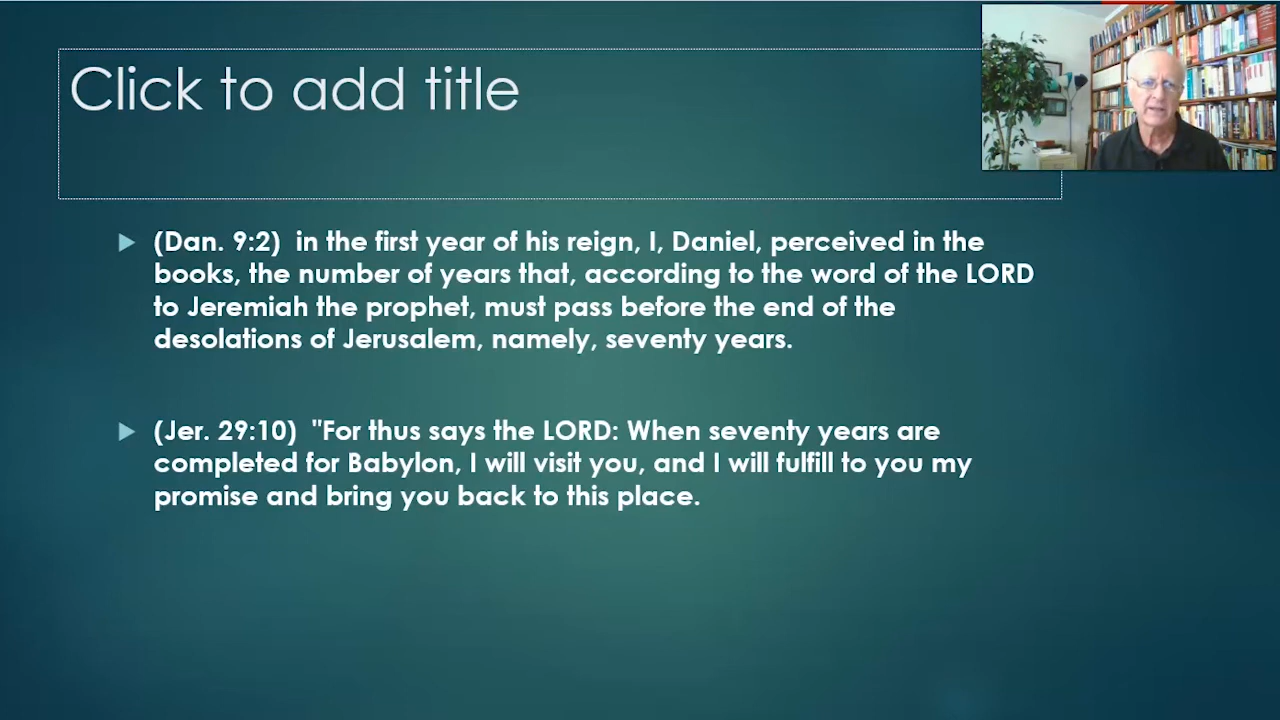 Click to add title
(Dan. 9:2)  in the first year of his reign, I, Daniel, perceived in the
books, the number of years that, according to the word of the LORD
to Jeremiah the prophet, must pass before the end of the
desolations of Jerusalem, namely, seventy years.
(Jer. 29:10)  "For thus says the LORD: When seventy years are
completed for Babylon, I will visit you, and I will fulfill to you my
promise and bring you back to this place.